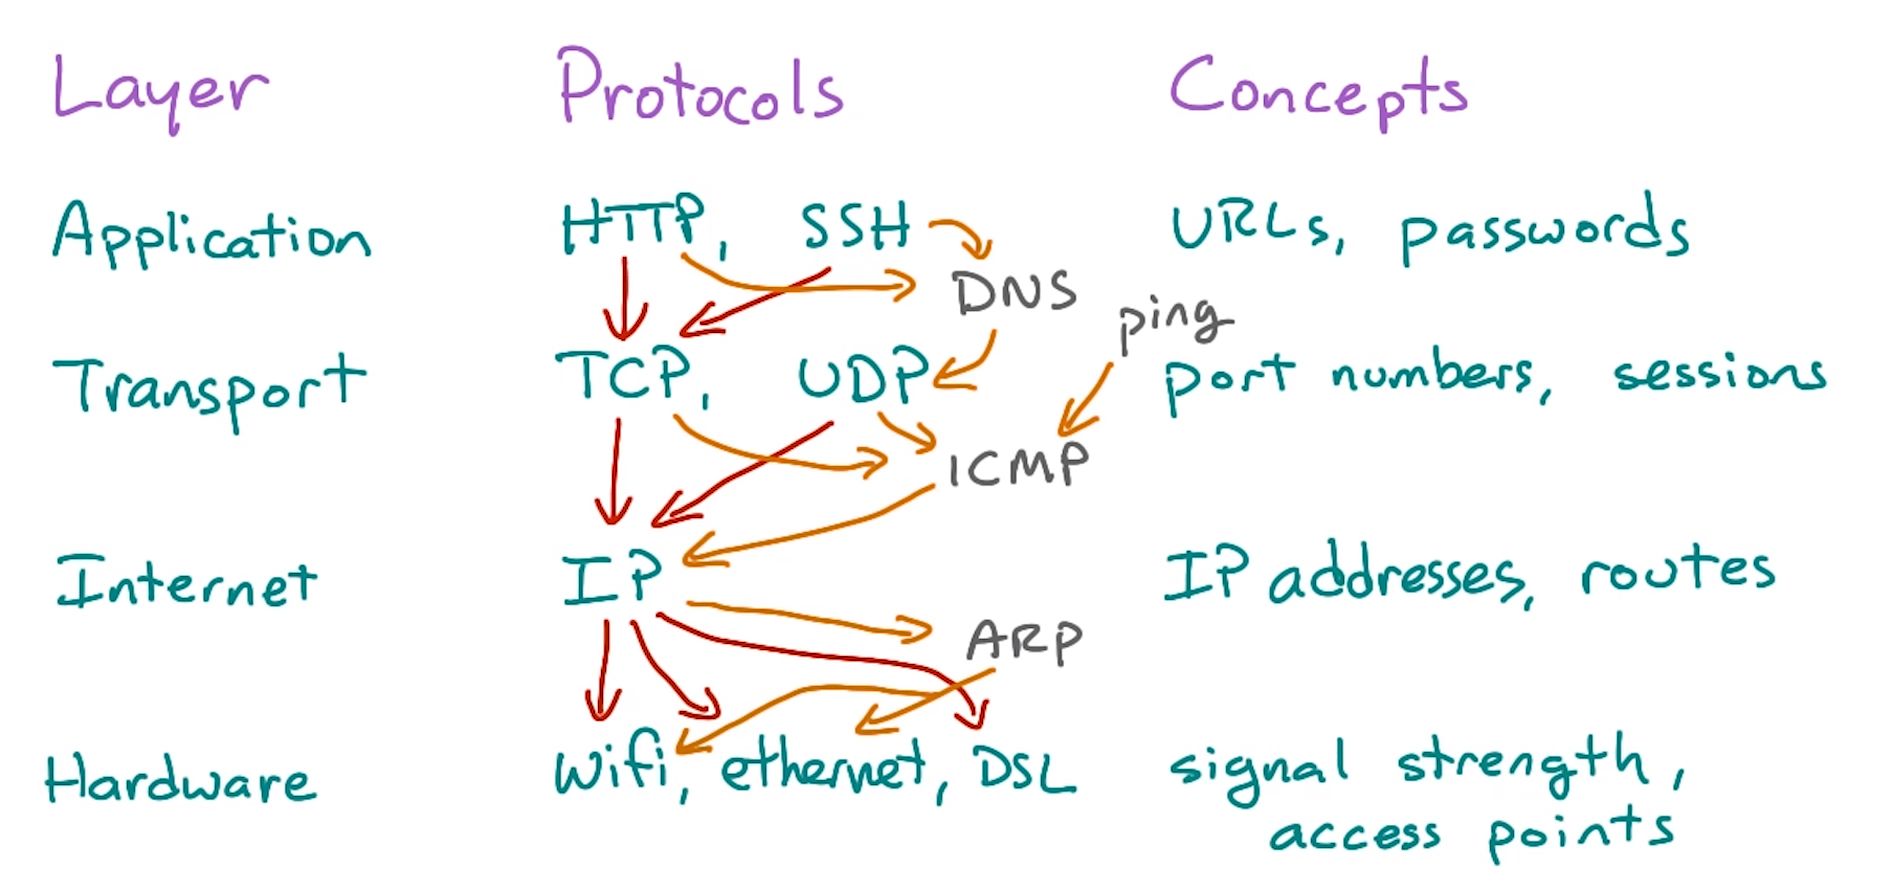 Layer Protocols Concepts
Application HTTP, SSH URLs, passwords
DNS
ping
Transport TCP, UDP port numbers, sessions
ICMP
Internet IP IP addresses, routes
ARP
Hardware Wifi, ethernet, DSL signal strength,
access points